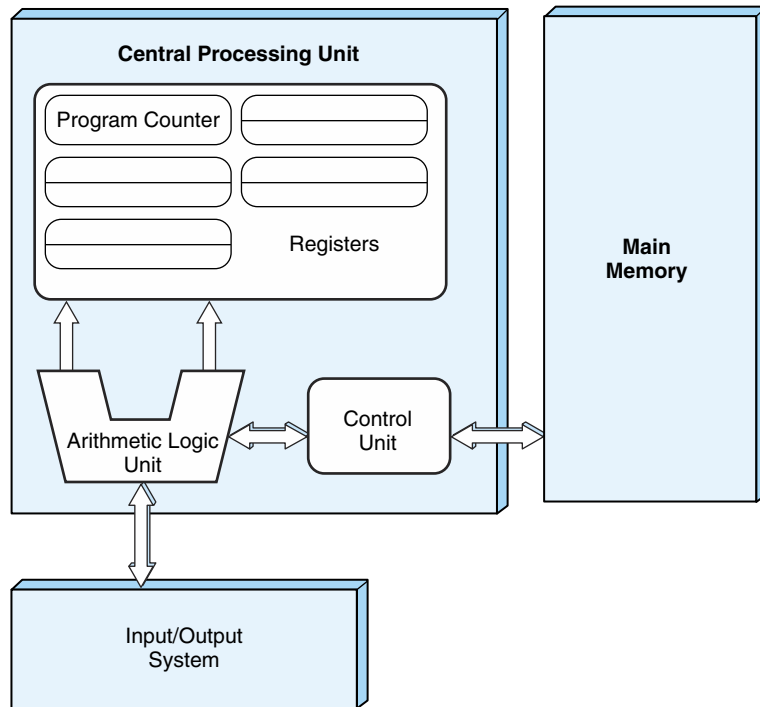 Central Processing Unit
Program Counter
Registers
Main
Memory
Arithmetic Logic
Unit
Control
Unit
Input/Output
System